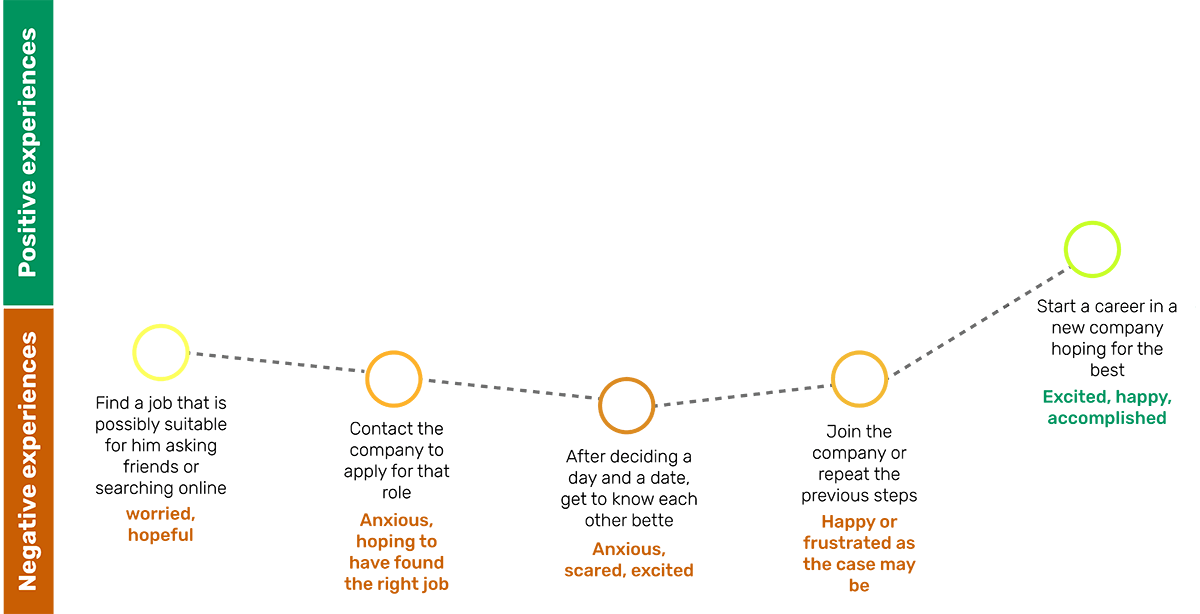 Positive experiences
Negative experiences
Find a job that is
possibly suitable
for him asking
friends or
searching online
worried,
hopeful
Contact the
company to
apply for that
role
Anxious,
hoping to
have found
the right job
After deciding a
day and a date,
get to know each
other bette
Anxious,
scared, excited
Join the
company or
repeat the
previous steps
Happy or
frustrated as
the case may
be
Start a career in a
new company
hoping for the
best
Excited, happy,
accomplished